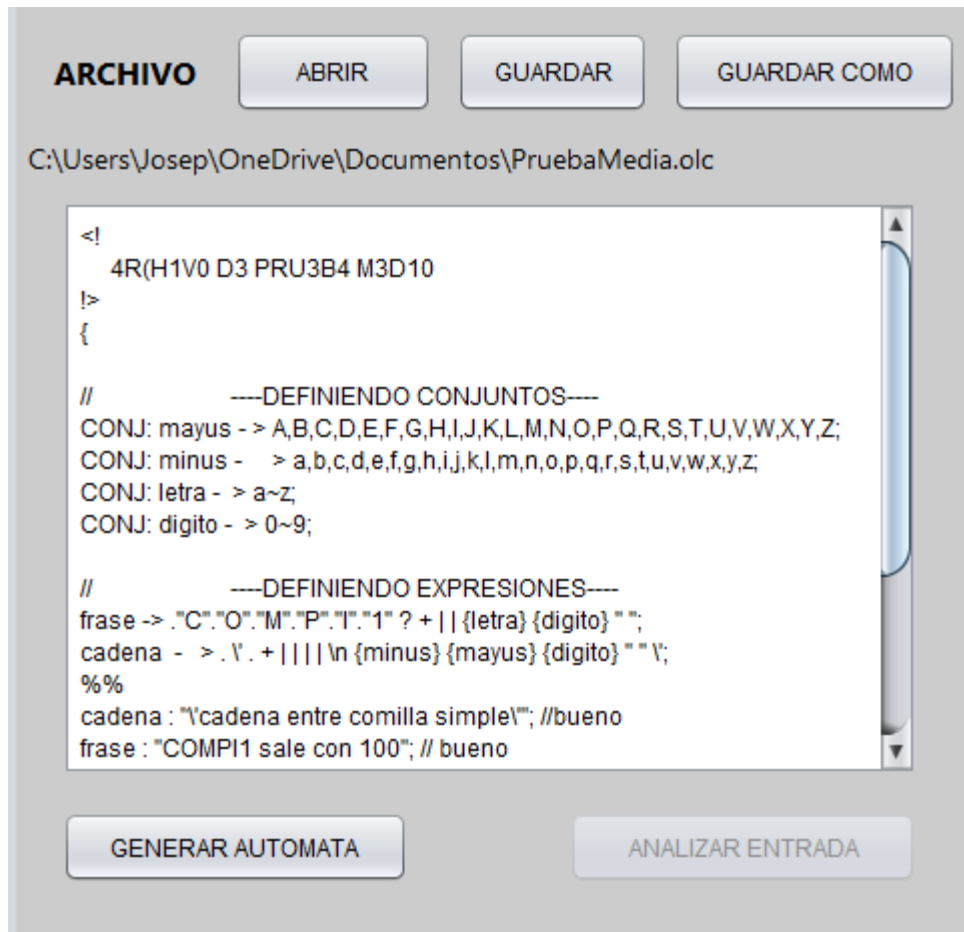 ARCHIVO ABRIR GUARDAR GUARDAR COMO
C:\Users\Josep\OneDrive\Documentos\PruebaMedia.olc
<!
4R(H1V0 D3 PRU3B4 M3D10
!>
{
// ----DEFINIENDO CONJUNTOS----
CONJ: mayus - > A,B,C,D,E,F,G,H,I,J,K,L,M,N,O,P,Q,R,S,T,U,V,W,X,Y,Z;
CONJ: minus - > a,b,c,d,e,f,g,h,i,j,k,l,m,n,o,p,q,r,s,t,u,v,w,x,y,z;
CONJ: letra - > a~z;
CONJ: digito - > 0~9;
// ----DEFINIENDO EXPRESIONES----
frase -> ."C"."O"."M"."P"."I"."1" ? + | | {letra} {digito} " ";
cadena - > . \' . + | | | | \n {minus} {mayus} {digito} " " \';
%%
cadena : "\'cadena entre comilla simple\'"; //bueno
frase : "COMPI1 sale con 100"; // bueno
GENERAR AUTOMATA ANALIZAR ENTRADA